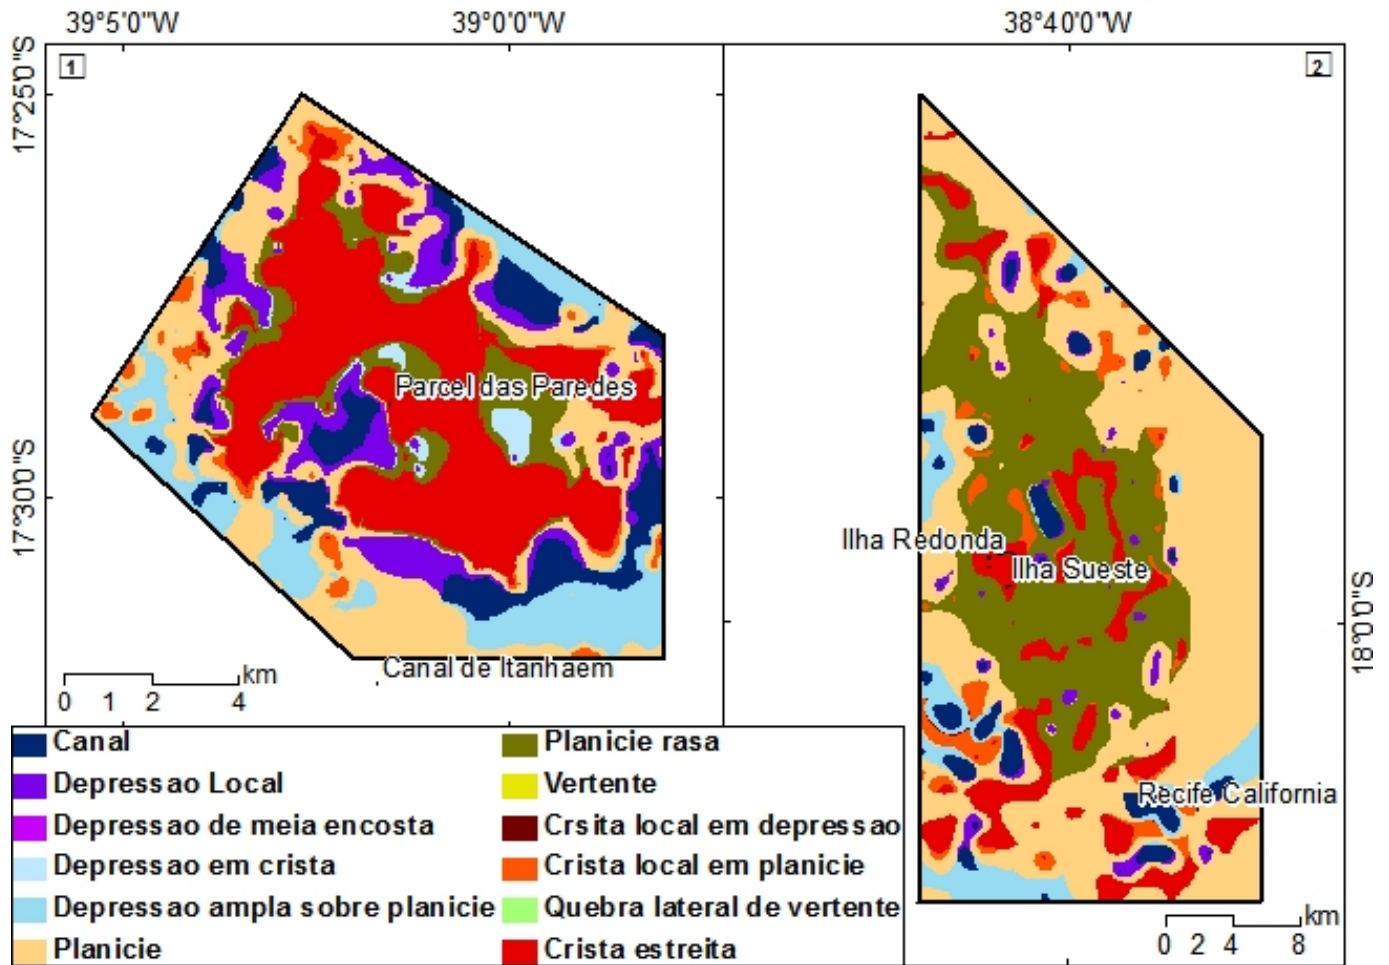 39°5'0"W
39°0'0"W
38°40'0"W
1
2
17°25'0"S
17°30'0"S
18°0'0"S
Parcel das Paredes
Ilha Redonda
Ilha Sueste
Canal de Itanhaem
Recife California
km
0 1 2 4
km
0 2 4 8
Canal
Depressao Local
Depressao de meia encosta
Depressao em crista
Depressao ampla sobre planicie
Planicie
Planicie rasa
Vertente
Crsita local em depressao
Crista local em planicie
Quebra lateral de vertente
Crista estreita